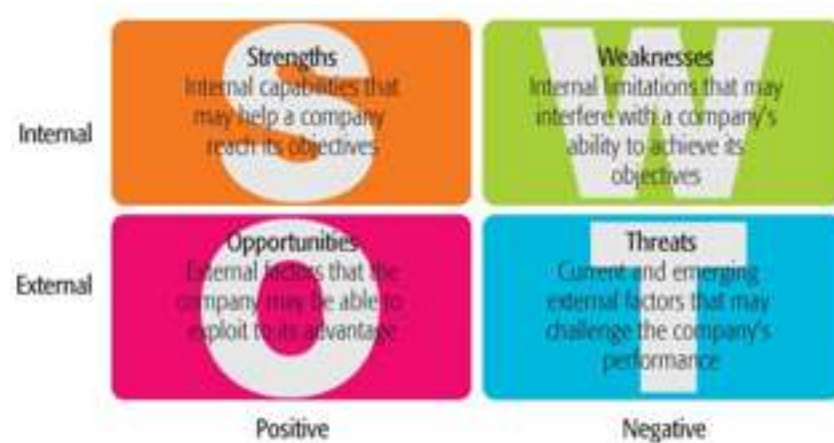 Internal
S
Strengths
Internal capabilities that
may help a company
reach its objectives
W
Weaknesses
Internal limitations that may
interfere with a company's
ability to achieve its
objectives
External
O
Opportunities
External factors that the
company may be able to
exploit to its advantage
T
Threats
Current and emerging
external factors that may
challenge the company's
performance
Positive
Negative